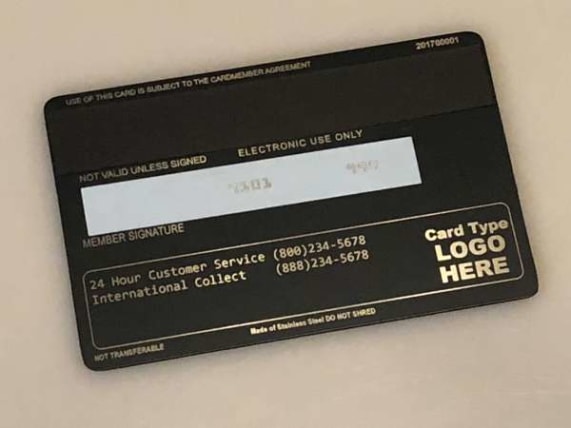 201700001
USE OF THIS CARD IS SUBJECT TO THE CARDMEMBER AGREEMENT
NOT VALID UNLESS SIGNED
ELECTRONIC USE ONLY
MEMBER SIGNATURE
24 Hour Customer Service (800)234-5678
International Collect (888)234-5678
Card Type
LOGO
HERE
Made of Stainless Steel DO NOT SHRED
NOT TRANSFERABLE